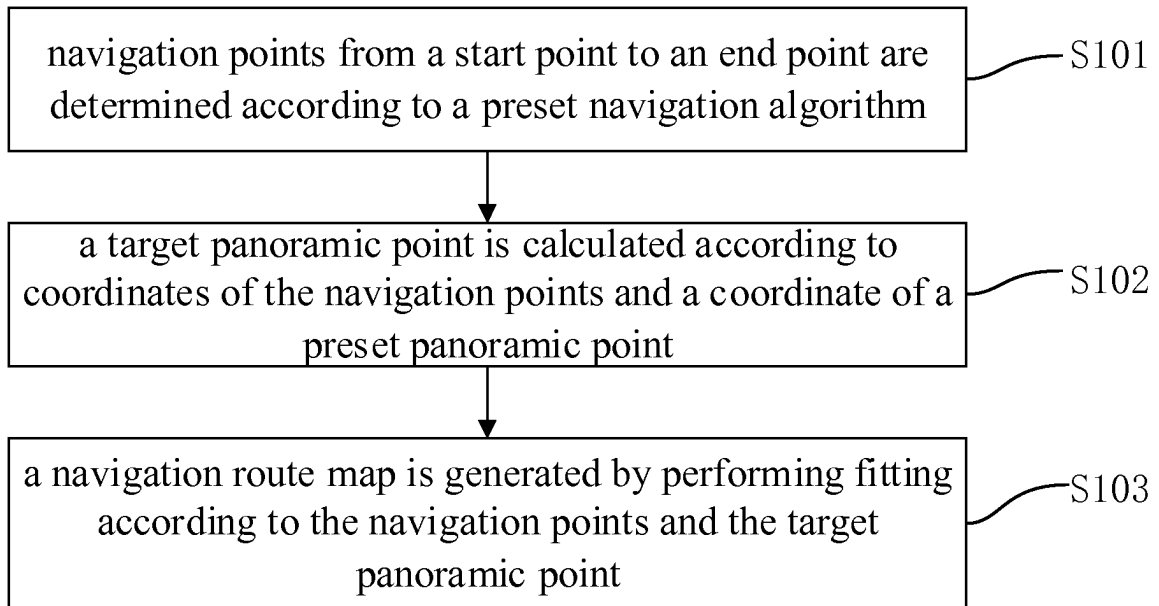 navigation points from a start point to an end point are
determined according to a preset navigation algorithm
S101
a target panoramic point is calculated according to
coordinates of the navigation points and a coordinate of a
preset panoramic point
S102
a navigation route map is generated by performing fitting
according to the navigation points and the target
panoramic point
S103